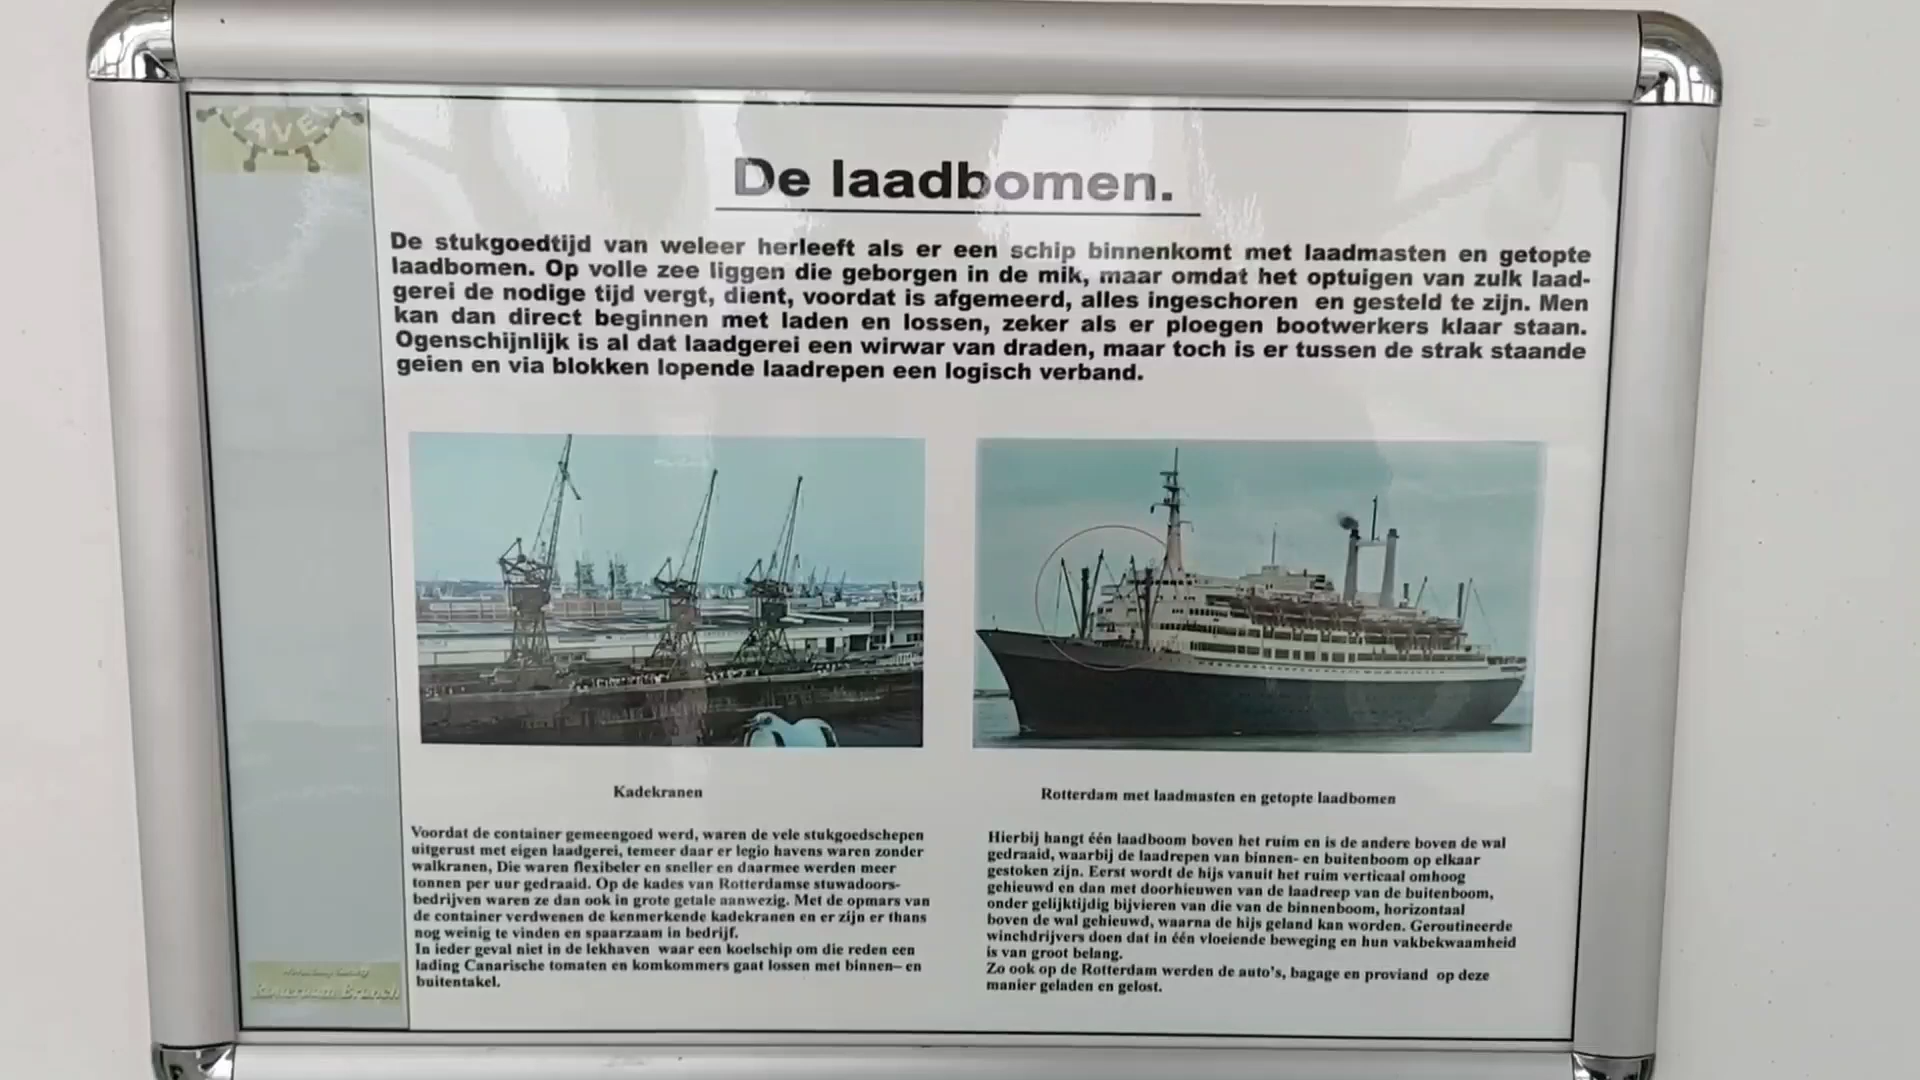 De laadbomen.
De stukgoedtijd van weleer herleeft als er een schip binnenkomt met laadmasten en getopte
laadbomen. Op volle zee liggen die geborgen in de mik, maar omdat het optuigen van zulk laad-
gerei de nodige tijd vergt, dient, voordat is afgemeerd, alles ingeschoren en gesteld te zijn. Men
kan dan direct beginnen met laden en lossen, zeker als er ploegen bootwerkers klaar staan.
Ogenschijnlijk is al dat laadgerei een wirwar van draden, maar toch is er tussen de strak staande
geien en via blokken lopende laadrepen een logisch verband.
Kadekranen
Voordat de container gemeengoed werd, waren de vele stukgoedschepen
uitgerust met eigen laadgerei, temeer daar er legio havens waren zonder
walkranen, Die waren flexibeler en sneller en daarmee werden meer
tonnen per uur gedraaid. Op de kades van Rotterdamse stuwadoors-
bedrijven waren ze dan ook in grote getale aanwezig. Met de opmars van
de container verdwenen de kenmerkende kadekranen en er zijn er thans
nog weinig te vinden en spaarzaam in bedrijf.
In ieder geval niet in de lekhaven waar een koelschip om die reden een
lading Canarische tomaten en komkommers gaat lossen met binnen– en
buitentakel.
Rotterdam met laadmasten en getopte laadbomen
Hierbij hangt één laadboom boven het ruim en is de andere boven de wal
gedraaid, waarbij de laadrepen van binnen- en buitenboom op elkaar
gestoken zijn. Eerst wordt de hijs vanuit het ruim verticaal omhoog
gehieuwd en dan met doorhieuwen van de laadreep van de buitenboom,
onder gelijktijdig bijvieren van die van de binnenboom, horizontaal
boven de wal gehieuwd, waarna de hijs geland kan worden. Geroutineerde
winchdrijvers doen dat in één vloeiende beweging en hun vakbekwaamheid
is van groot belang.
Zo ook op de Rotterdam werden de auto's, bagage en proviand op deze
manier geladen en gelost.
Rotterdam Branch